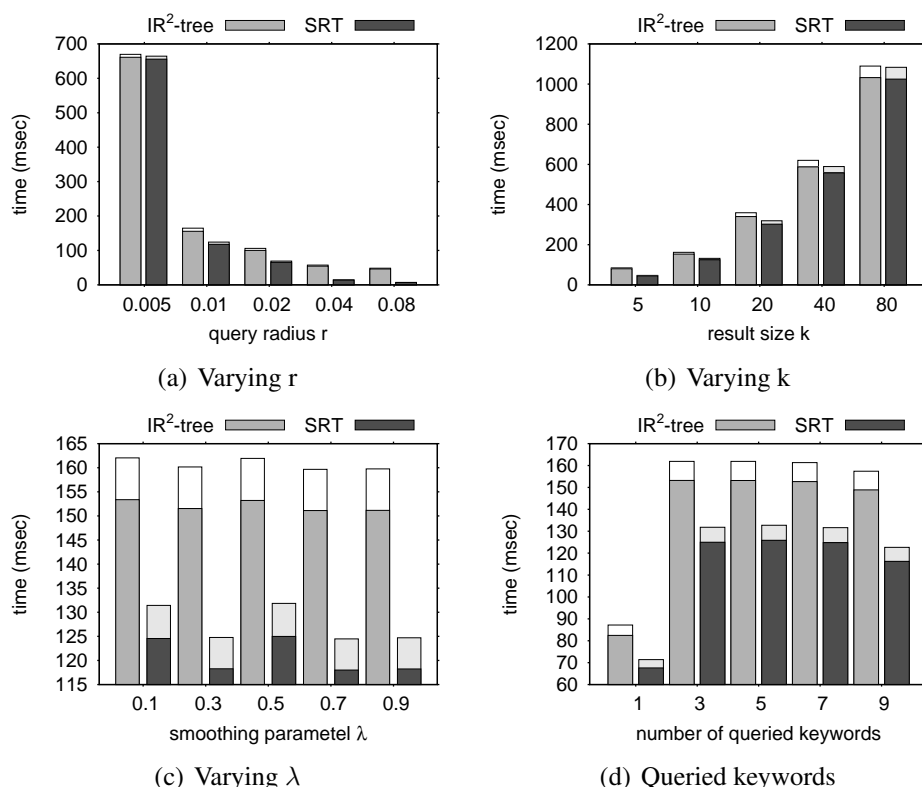 IR²-tree SRT
700
600
500
400
300
200
100
0
time (msec)
0.005 0.01 0.02 0.04 0.08
query radius r
(a) Varying r
IR²-tree SRT
1200
1000
800
600
400
200
0
time (msec)
5 10 20 40 80
result size k
(b) Varying k
IR²-tree SRT
165
160
155
150
145
140
135
130
125
120
115
time (msec)
0.1 0.3 0.5 0.7 0.9
smoothing parametel λ
(c) Varying λ
IR²-tree SRT
170
160
150
140
130
120
110
100
90
80
70
60
time (msec)
1 3 5 7 9
number of queried keywords
(d) Queried keywords